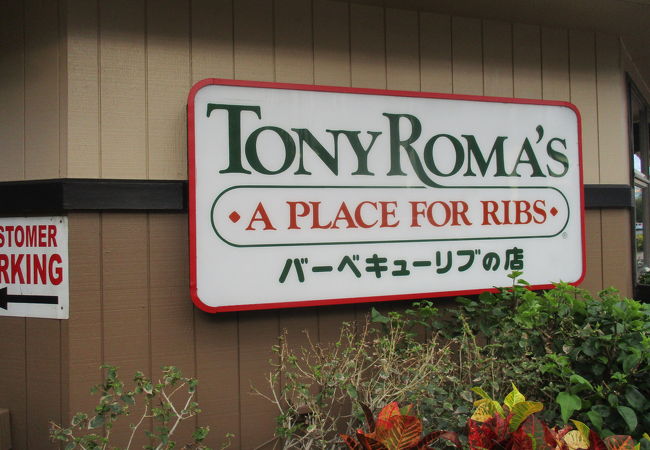 TONY ROMA'S
♦ A PLACE FOR RIBS ♦
®
バーベキューリブの店
STOMER
RKING